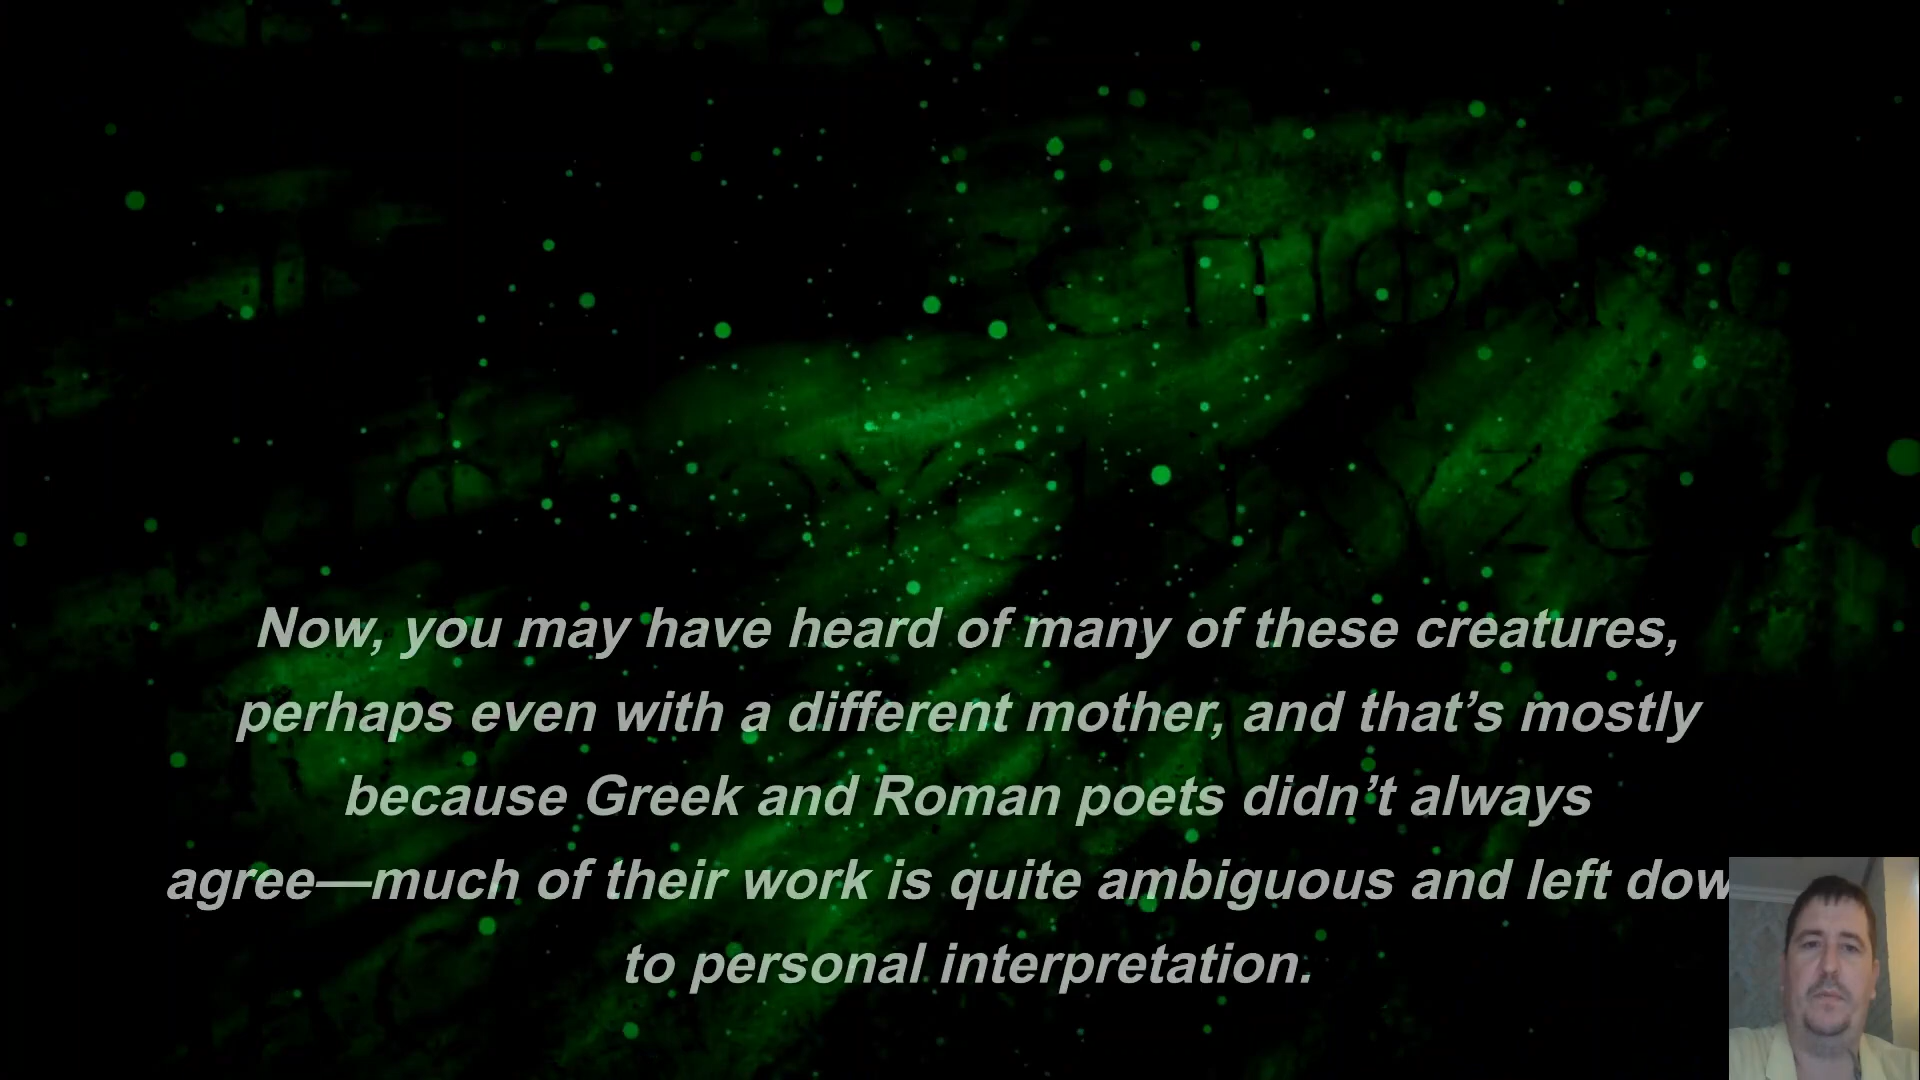 Now, you may have heard of many of these creatures,
perhaps even with a different mother, and that's mostly
because Greek and Roman poets didn’t always
agree—much of their work is quite ambiguous and left dow
to personal interpretation.